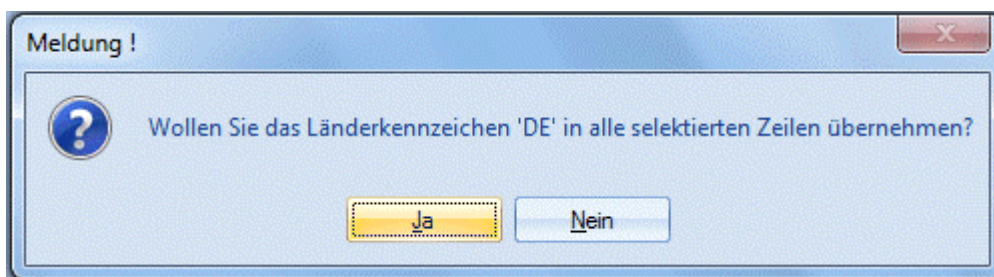 Meldung !
Wollen Sie das Länderkennzeichen 'DE' in alle selektierten Zeilen übernehmen?
Ja
Nein